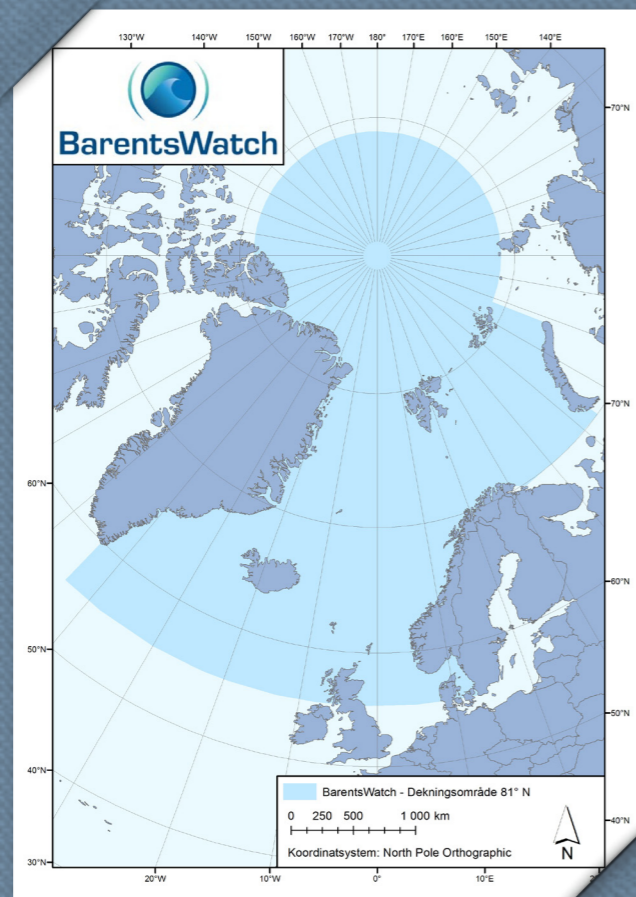 130°W 140°W 150°W 160°W 170°W 180° 170°E 160°E 150°E 140°E
BarentsWatch
70°N
70°N
60°N
60°N
50°N
50°N
40°N
40°N
30°N
BarentsWatch - Dekningsområde 81° N
0 250 500 1 000 km
Koordinatsystem: North Pole Orthographic
N
20°W 10°W 0° 10°E